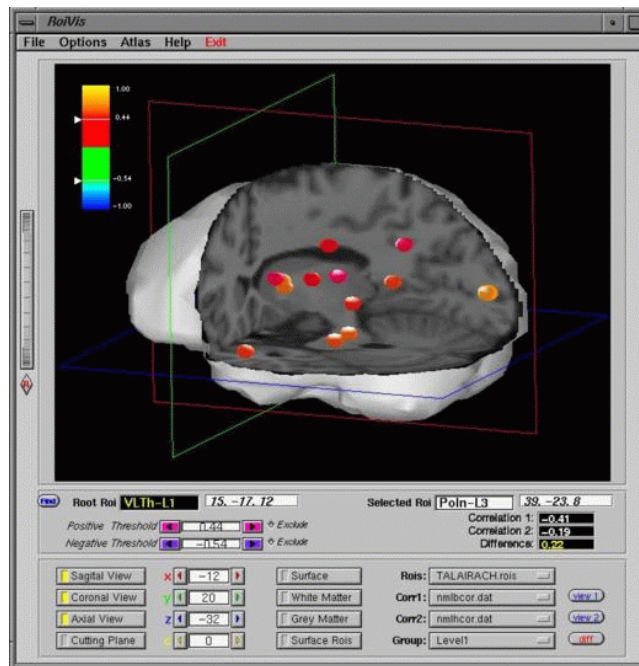 RoiVis
File Options Atlas Help Exit
1.00
0.44
-0.54
-1.00
R
Find Root Roi VLTh-L1 15. -17. 12 Selected Roi PoIn-L3 39. -23. 8
Positive Threshold 0.44 Exclude Correlation 1: -0.41
Correlation 2: -0.19
Negative Threshold -0.54 Exclude Difference: 0.22
Sagital View x -12 Surface Rois: TALAIRACH.rois
Coronal View y 20 White Matter Corr1: nmlbcor.dat view 1
Axial View z -32 Grey Matter Corr2: nmlhcor.dat view 2
Cutting Plane c 0 Surface Rois Group: Level1 diff